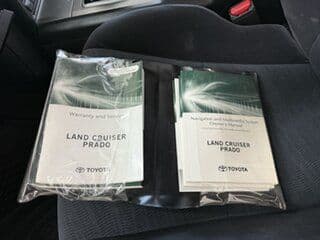 Warranty and Service
LAND CRUISER
PRADO
TOYOTA
Navigation and Multimedia System
Owner's Manual
LAND CRUISER
PRADO
TOYOTA